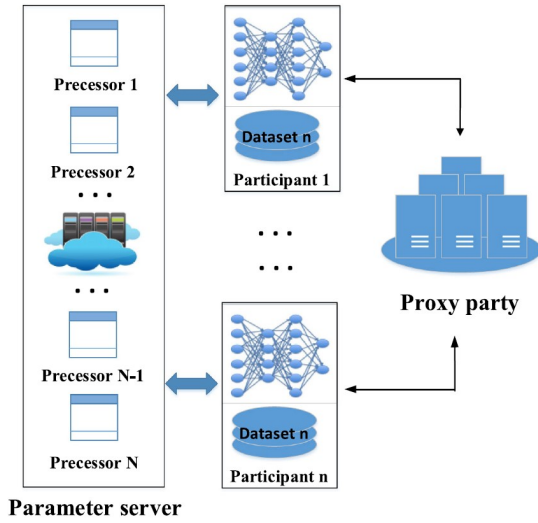 Precessor 1
Precessor 2
. . .
. . .
Precessor N-1
Precessor N
Parameter server
Dataset n
Participant 1
. . .
. . .
Dataset n
Participant n
Proxy party